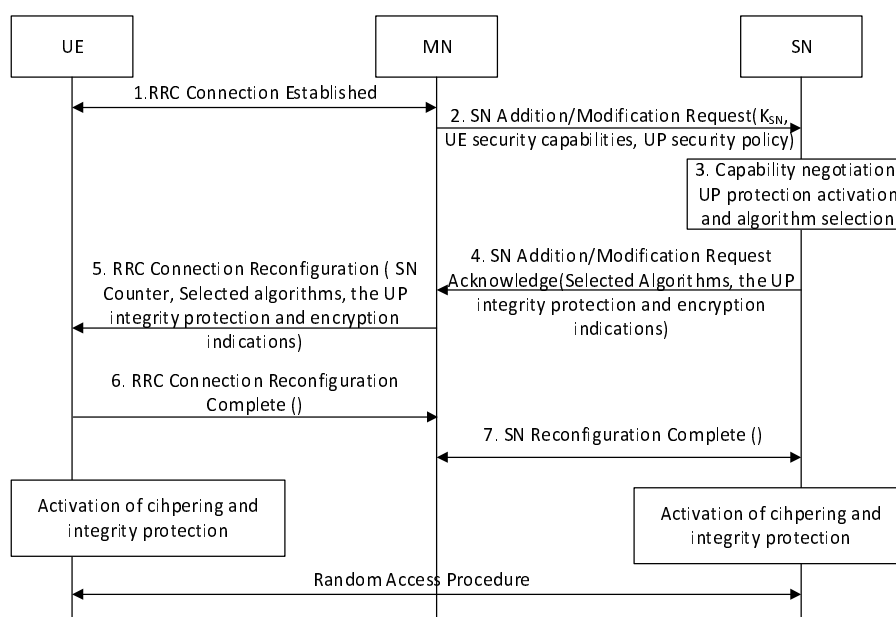 UE
MN
SN
1.RRC Connection Established
2. SN Addition/Modification Request(KSN,
UE security capabilities, UP security policy)
3. Capability negotiation
UP protection activation
and algorithm selection
4. SN Addition/Modification Request
Acknowledge(Selected Algorithms, the UP
integrity protection and encryption
indications)
5. RRC Connection Reconfiguration ( SN
Counter, Selected algorithms, the UP
integrity protection and encryption
indications)
6. RRC Connection Reconfiguration
Complete ()
7. SN Reconfiguration Complete ()
Activation of cihpering and
integrity protection
Activation of cihpering and
integrity protection
Random Access Procedure